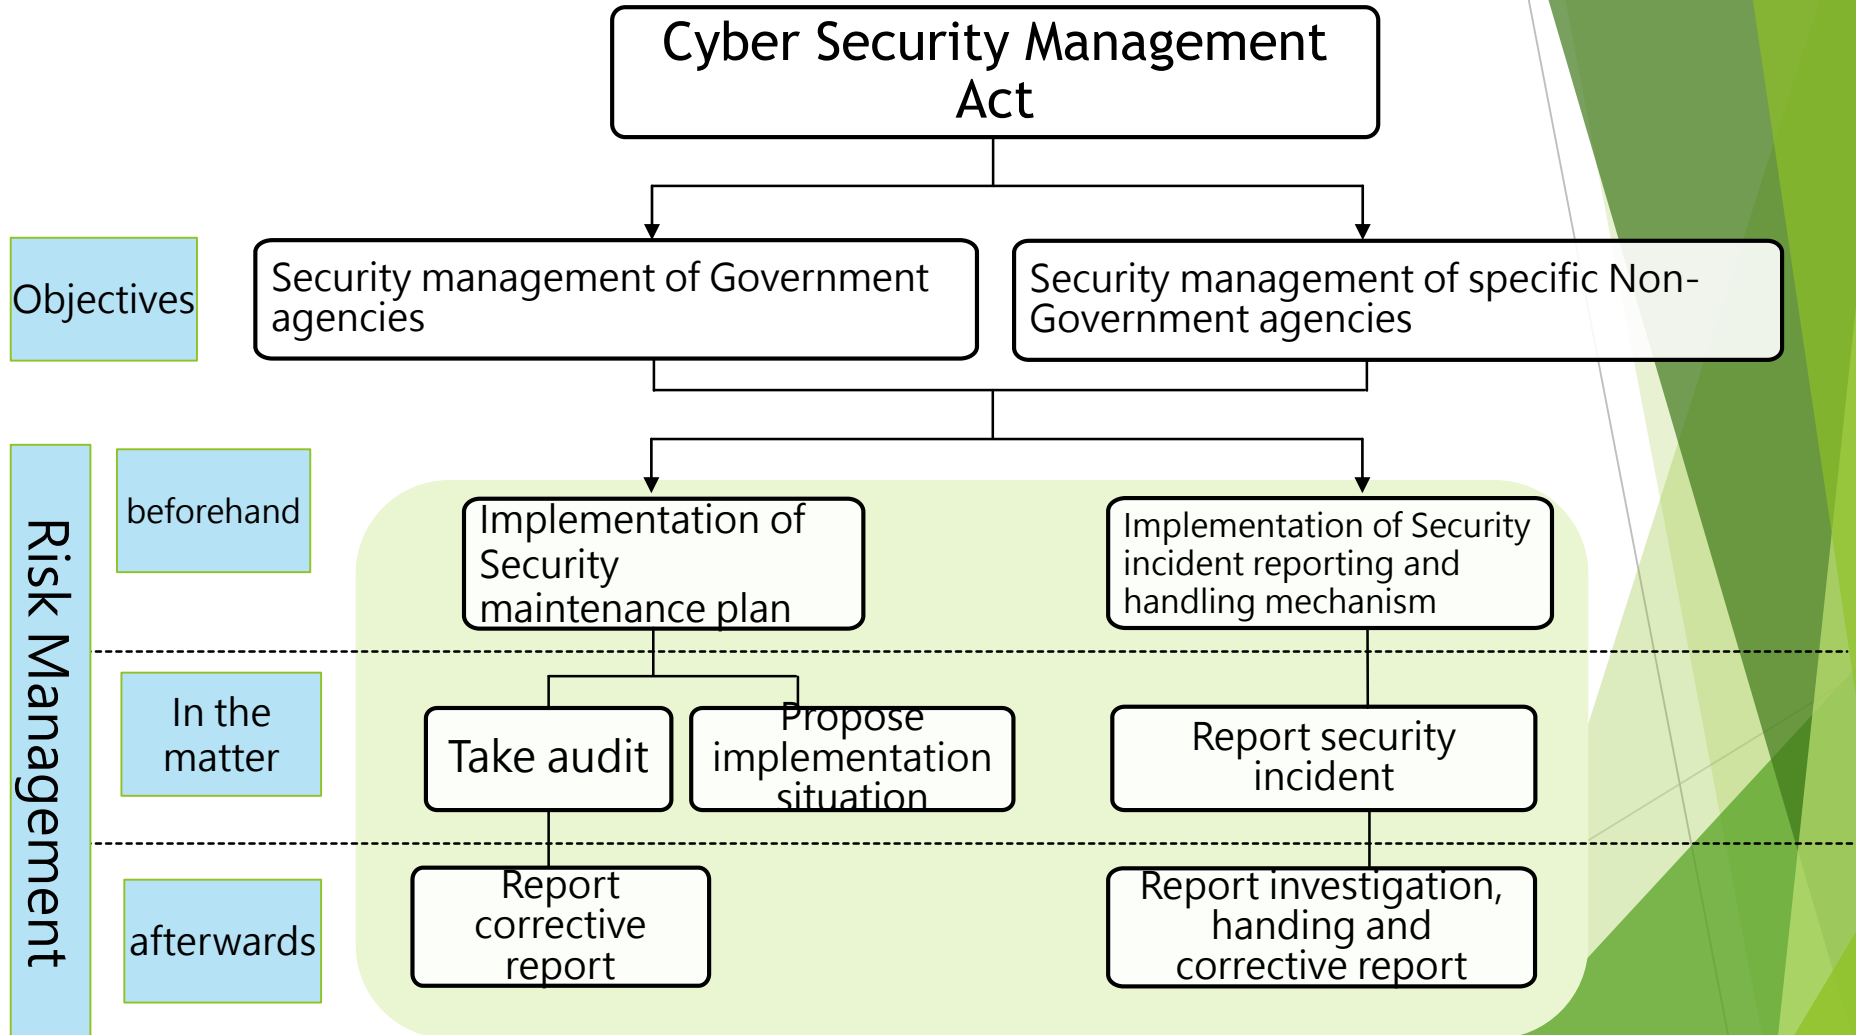 Cyber Security Management
Act
Objectives
Security management of Government
agencies
Security management of specific Non-
Government agencies
Risk Management
beforehand
Implementation of
Security
maintenance plan
Implementation of Security
incident reporting and
handling mechanism
In the
matter
Take audit
Propose
implementation
situation
Report security
incident
afterwards
Report
corrective
report
Report investigation,
handing and
corrective report